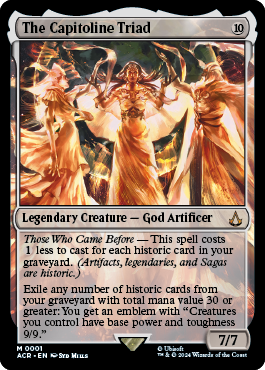 The Capitoline Triad 10
Legendary Creature — God Artificer
Those Who Came Before — This spell costs
1 less to cast for each historic card in your
graveyard. (Artifacts, legendaries, and Sagas
are historic.)
Exile any number of historic cards from
your graveyard with total mana value 30 or
greater: You get an emblem with “Creatures
you control have base power and toughness
9/9.”
7/7
M 0001
ACR • EN Syd Mills
© Ubisoft
™ & © 2024 Wizards of the Coast